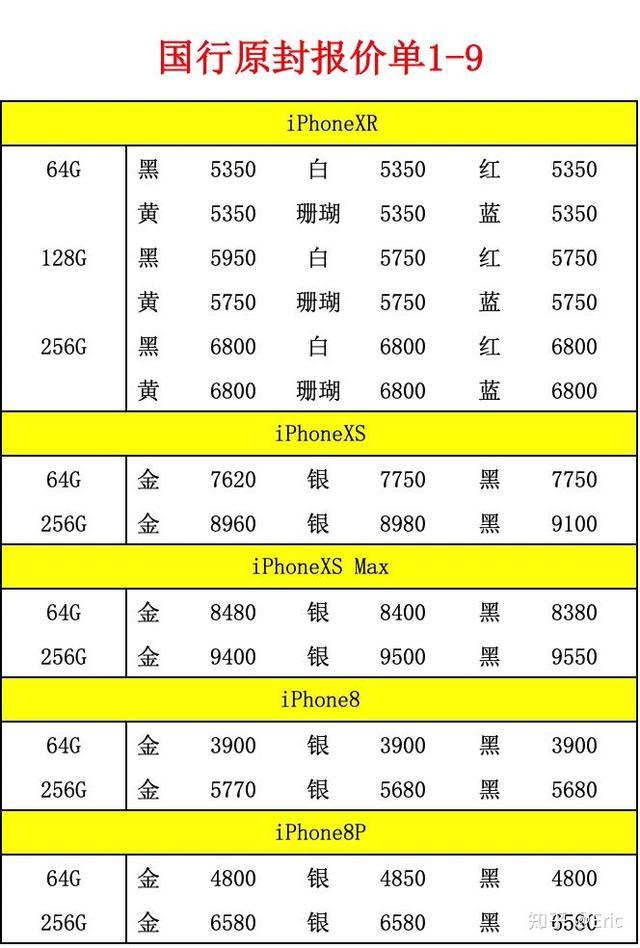 国行原封报价单1-9
iPhoneXR
64G 黑 5350 白 5350 红 5350
黄 5350 珊瑚 5350 蓝 5350
128G 黑 5950 白 5750 红 5750
黄 5750 珊瑚 5750 蓝 5750
256G 黑 6800 白 6800 红 6800
黄 6800 珊瑚 6800 蓝 6800
iPhoneXS
64G 金 7620 银 7750 黑 7750
256G 金 8960 银 8980 黑 9100
iPhoneXS Max
64G 金 8480 银 8400 黑 8380
256G 金 9400 银 9500 黑 9550
iPhone8
64G 金 3900 银 3900 黑 3900
256G 金 5770 银 5680 黑 5680
iPhone8P
64G 金 4800 银 4850 黑 4800
256G 金 6580 银 6580 黑 6580
知乎 @Eric